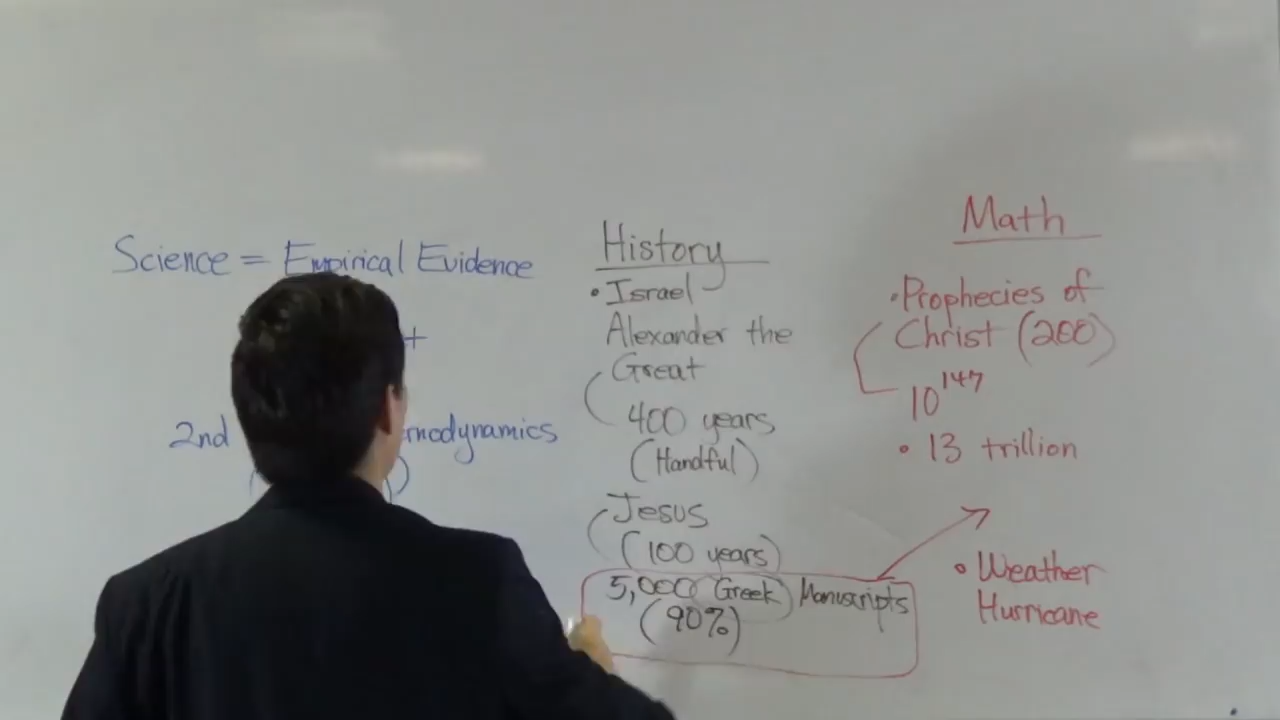 Science = Empirical Evidence
+
2nd
History
• Israel
Alexander the
Great
400 years
(Handful)
Jesus
(100 years)
5,000 Greek Manuscripts
(90%)
Math
• Prophecies of
Christ (200)
10^147
• 13 trillion
• Weather
Hurricane